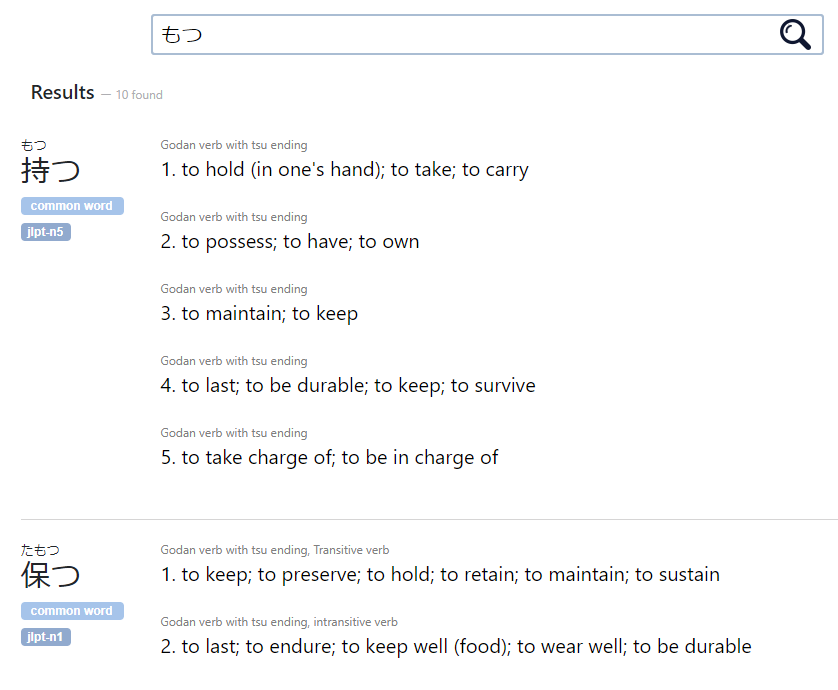 もつ
Results — 10 found
もつ
持つ
common word
jlpt-n5
Godan verb with tsu ending
1. to hold (in one's hand); to take; to carry
Godan verb with tsu ending
2. to possess; to have; to own
Godan verb with tsu ending
3. to maintain; to keep
Godan verb with tsu ending
4. to last; to be durable; to keep; to survive
Godan verb with tsu ending
5. to take charge of; to be in charge of
たもつ
保つ
common word
jlpt-n1
Godan verb with tsu ending, Transitive verb
1. to keep; to preserve; to hold; to retain; to maintain; to sustain
Godan verb with tsu ending, intransitive verb
2. to last; to endure; to keep well (food); to wear well; to be durable